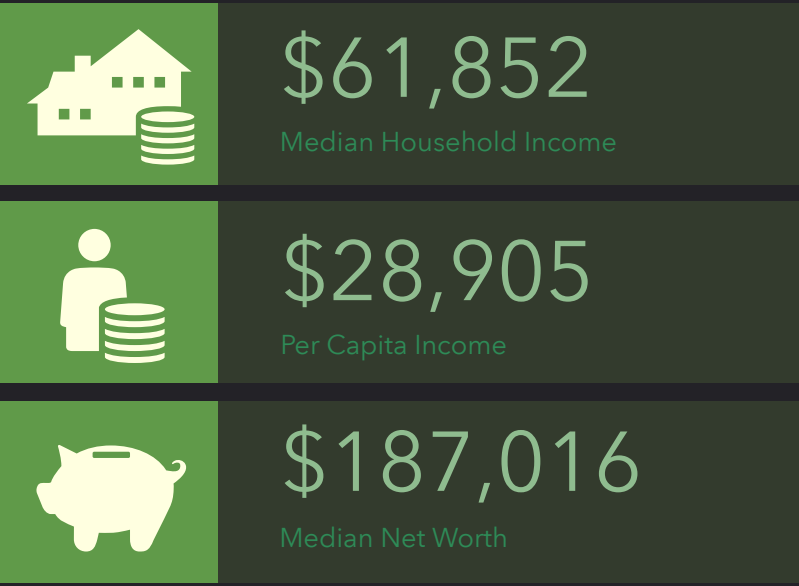 $61,852
Median Household Income
$28,905
Per Capita Income
$187,016
Median Net Worth